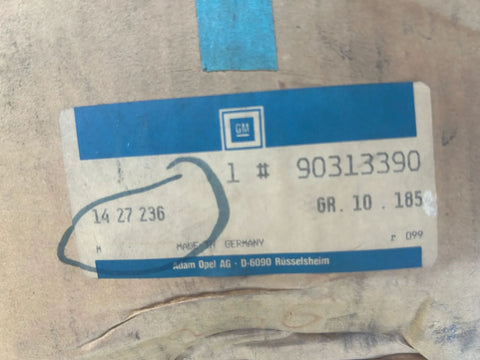 GM
1 # 90313390
14 27 236 GR. 10 . 185
M MADE IN GERMANY r 099
Adam Opel AG · D-6090 Rüsselsheim